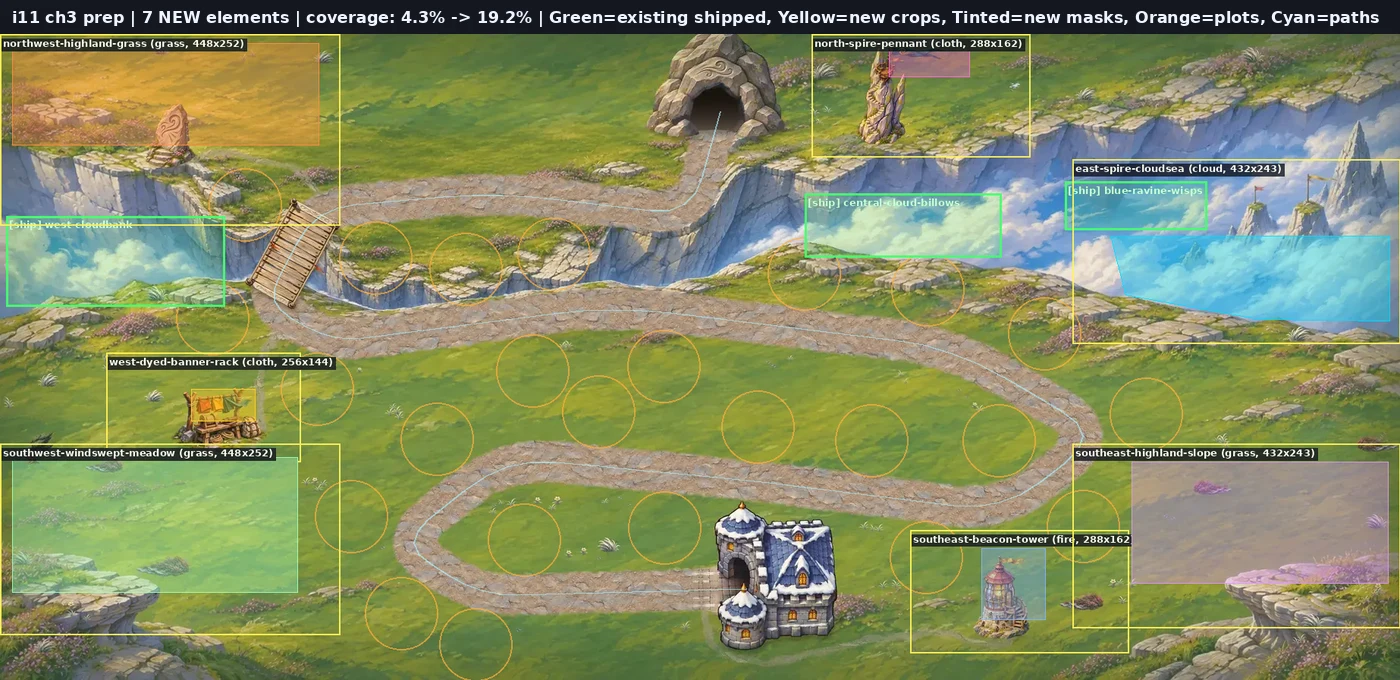 i11 ch3 prep | 7 NEW elements | coverage: 4.3% -> 19.2% | Green=existing shipped, Yellow=new crops, Tinted=new masks, Orange=plots, Cyan=paths
northwest-highland-grass (grass, 448x252)
north-spire-pennant (cloth, 288x162)
east-spire-cloudsea (cloud, 432x243)
[ship] blue-ravine-wisps
[ship] central-cloud-billows
[ship] west-cloudbank
west-dyed-banner-rack (cloth, 256x144)
southwest-windswept-meadow (grass, 448x252)
southeast-highland-slope (grass, 432x243)
southeast-beacon-tower (fire, 288x162